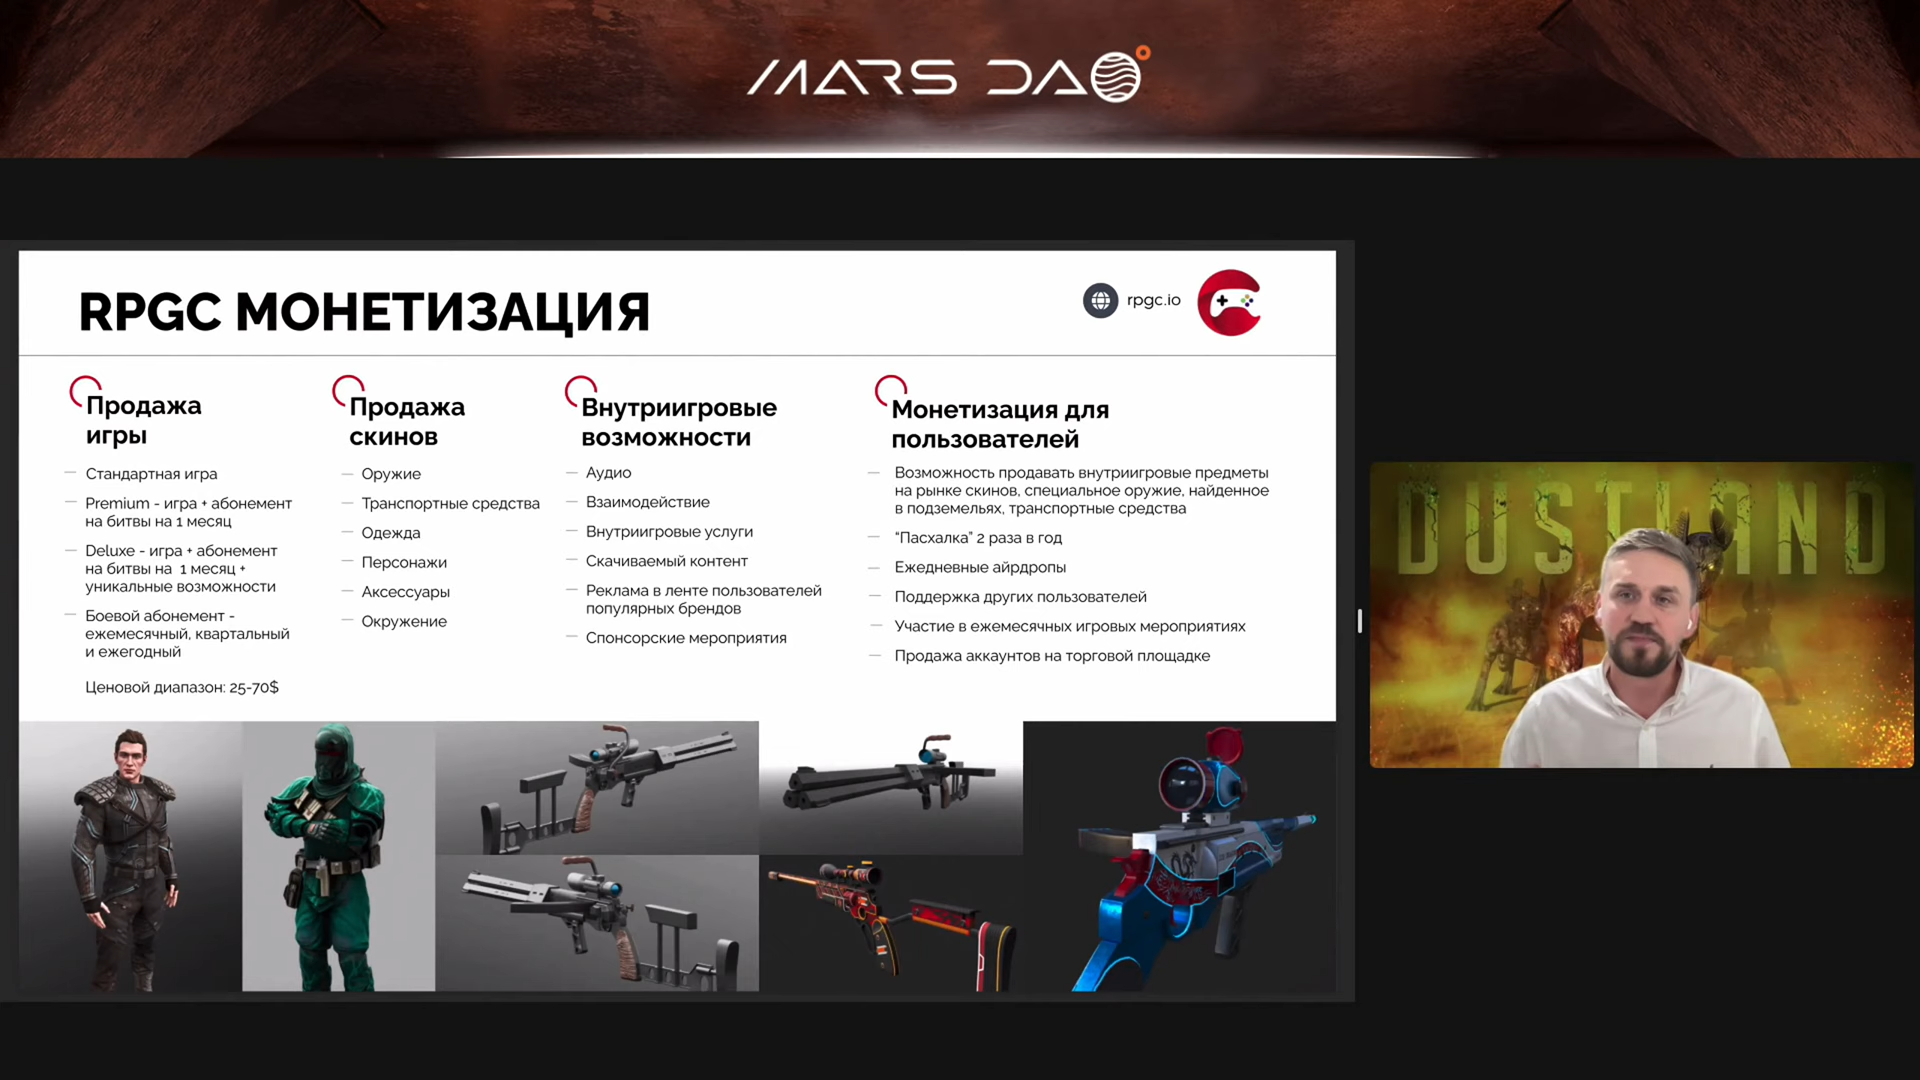 MARS DAO
RPGC МОНЕТИЗАЦИЯ
rpgc.io
Продажа
игры
Стандартная игра
Premium - игра + абонемент
на битвы на 1 месяц
Deluxe - игра + абонемент
на битвы на 1 месяц +
уникальные возможности
Боевой абонемент -
ежемесячный, квартальный
и ежегодный
Ценовой диапазон: 25-70$
Продажа
скинов
Оружие
Транспортные средства
Одежда
Персонажи
Аксессуары
Окружение
Внутриигровые
возможности
Аудио
Взаимодействие
Внутриигровые услуги
Скачиваемый контент
Реклама в ленте пользователей
популярных брендов
Спонсорские мероприятия
Монетизация для
пользователей
Возможность продавать внутриигровые предметы
на рынке скинов, специальное оружие, найденное
в подземельях, транспортные средства
“Пасхалка” 2 раза в год
Ежедневные айрдропы
Поддержка других пользователей
Участие в ежемесячных игровых мероприятиях
Продажа аккаунтов на торговой площадке
DUSTLAND